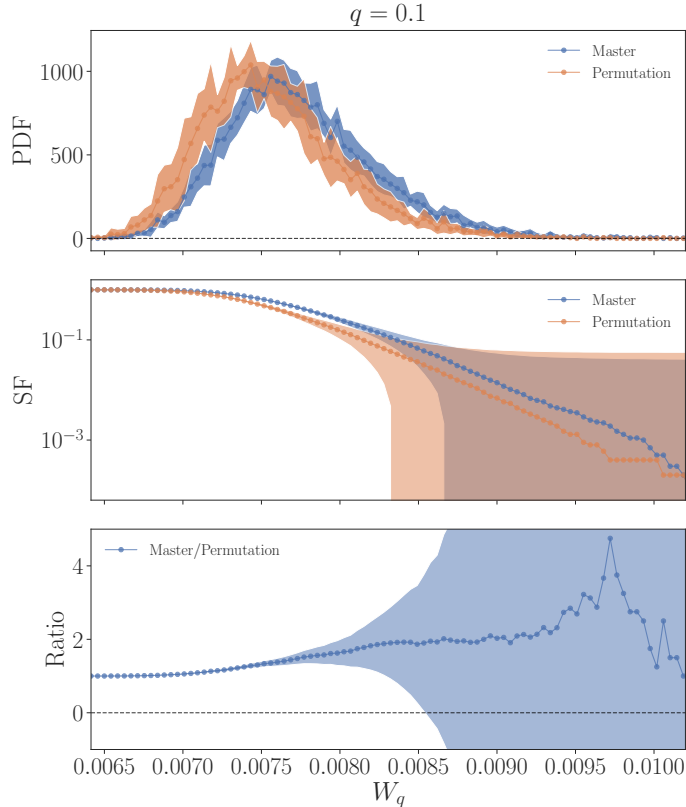 q = 0.1
1000
500
0
PDF
Master
Permutation
10⁻¹
10⁻³
SF
Master
Permutation
4
2
0
Ratio
Master/Permutation
0.0065 0.0070 0.0075 0.0080 0.0085 0.0090 0.0095 0.0100
W_q